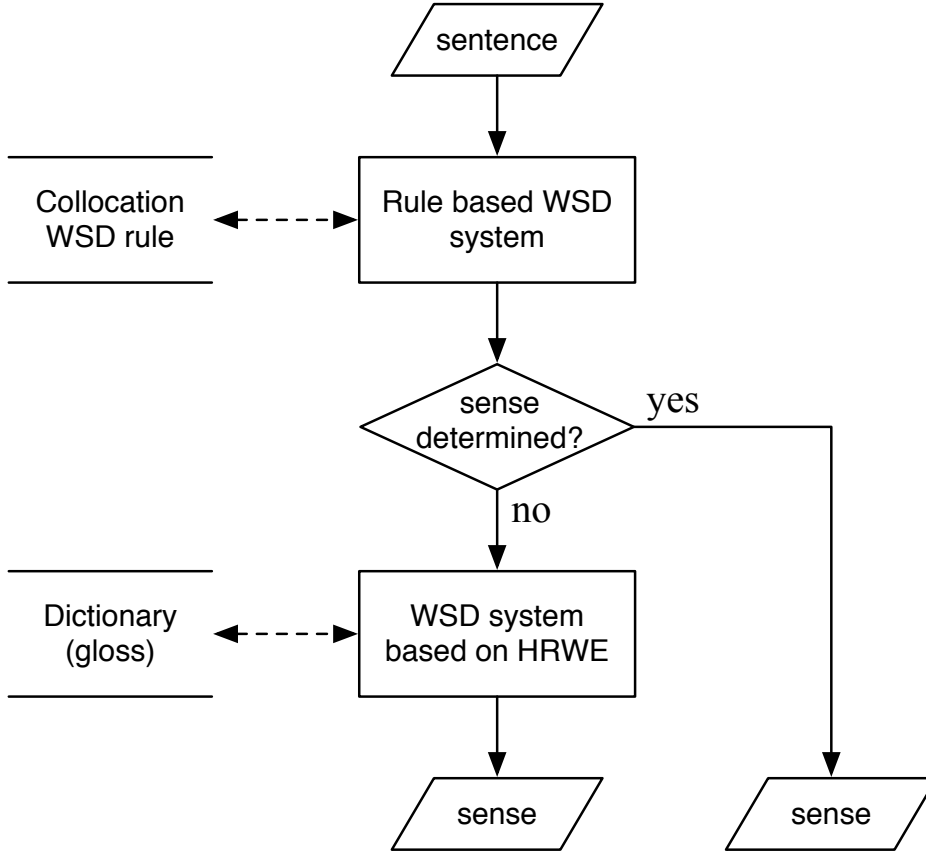 sentence
Collocation
WSD rule
Rule based WSD
system
sense
determined?
yes
no
Dictionary
(gloss)
WSD system
based on HRWE
sense
sense